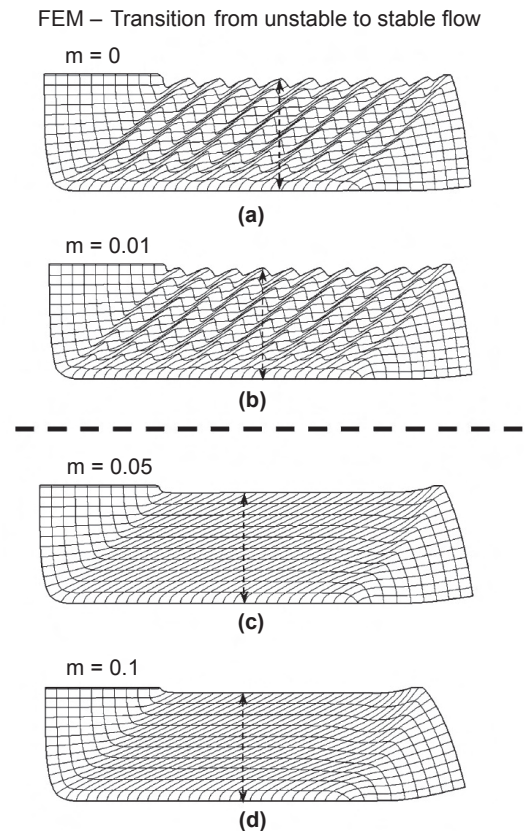 FEM – Transition from unstable to stable flow
m = 0
(a)
m = 0.01
(b)
m = 0.05
(c)
m = 0.1
(d)